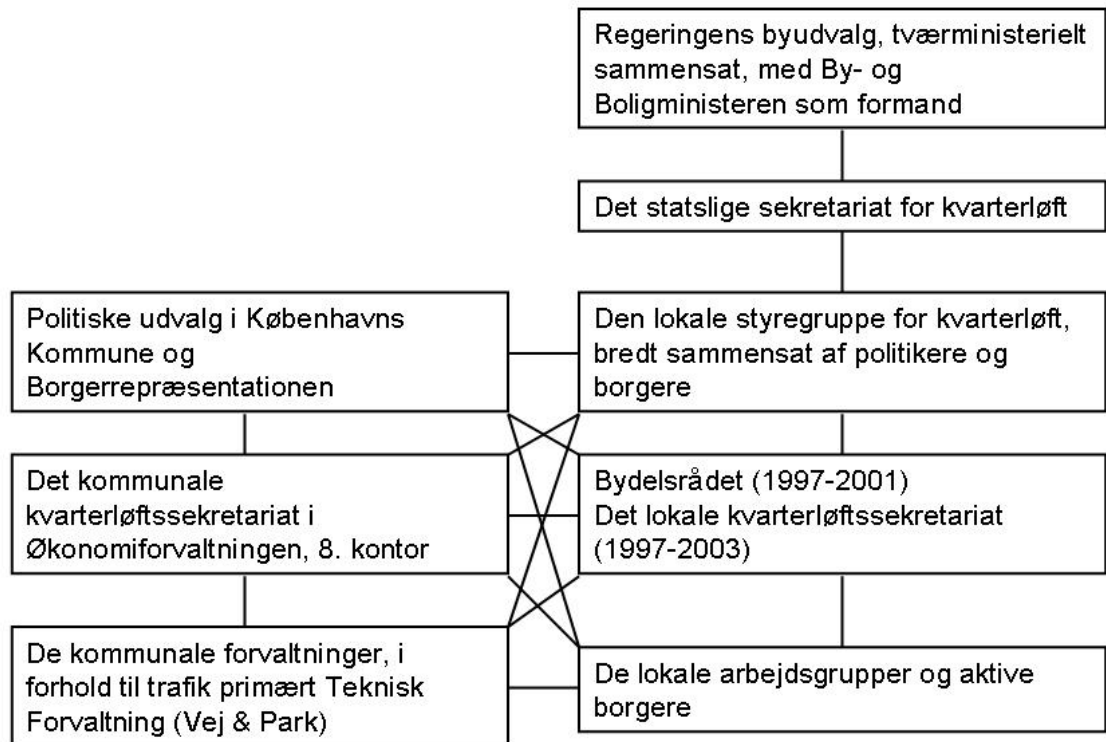 Regeringens byudvalg, tværministerielt
sammensat, med By- og
Boligministeren som formand
Det statslige sekretariat for kvarterløft
Politiske udvalg i Københavns
Kommune og
Borgerrepræsentationen
Den lokale styregruppe for kvarterløft,
bredt sammensat af politikere og
borgere
Det kommunale
kvarterløftssekretariat i
Økonomiforvaltningen, 8. kontor
Bydelsrådet (1997-2001)
Det lokale kvarterløftssekretariat
(1997-2003)
De kommunale forvaltninger, i
forhold til trafik primært Teknisk
Forvaltning (Vej & Park)
De lokale arbejdsgrupper og aktive
borgere